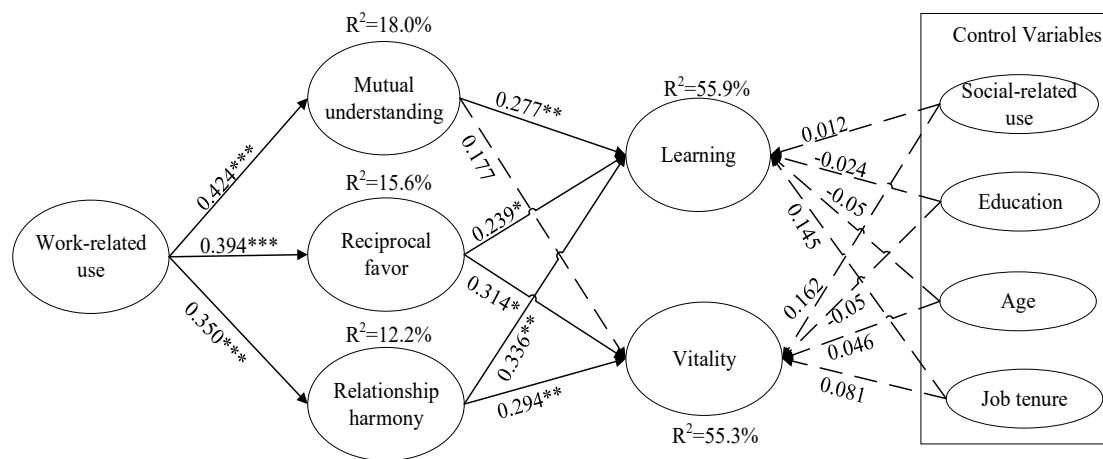 R²=18.0%
Mutual
understanding
R²=15.6%
Reciprocal
favor
R²=12.2%
Relationship
harmony
Work-related
use
0.424***
0.394***
0.350***
0.277**
0.177
0.239*
0.314*
0.336**
0.294**
R²=55.9%
Learning
Vitality
R²=55.3%
0.012
-0.024
-0.05
0.145
0.162
-0.05
0.046
0.081
Control Variables
Social-related
use
Education
Age
Job tenure